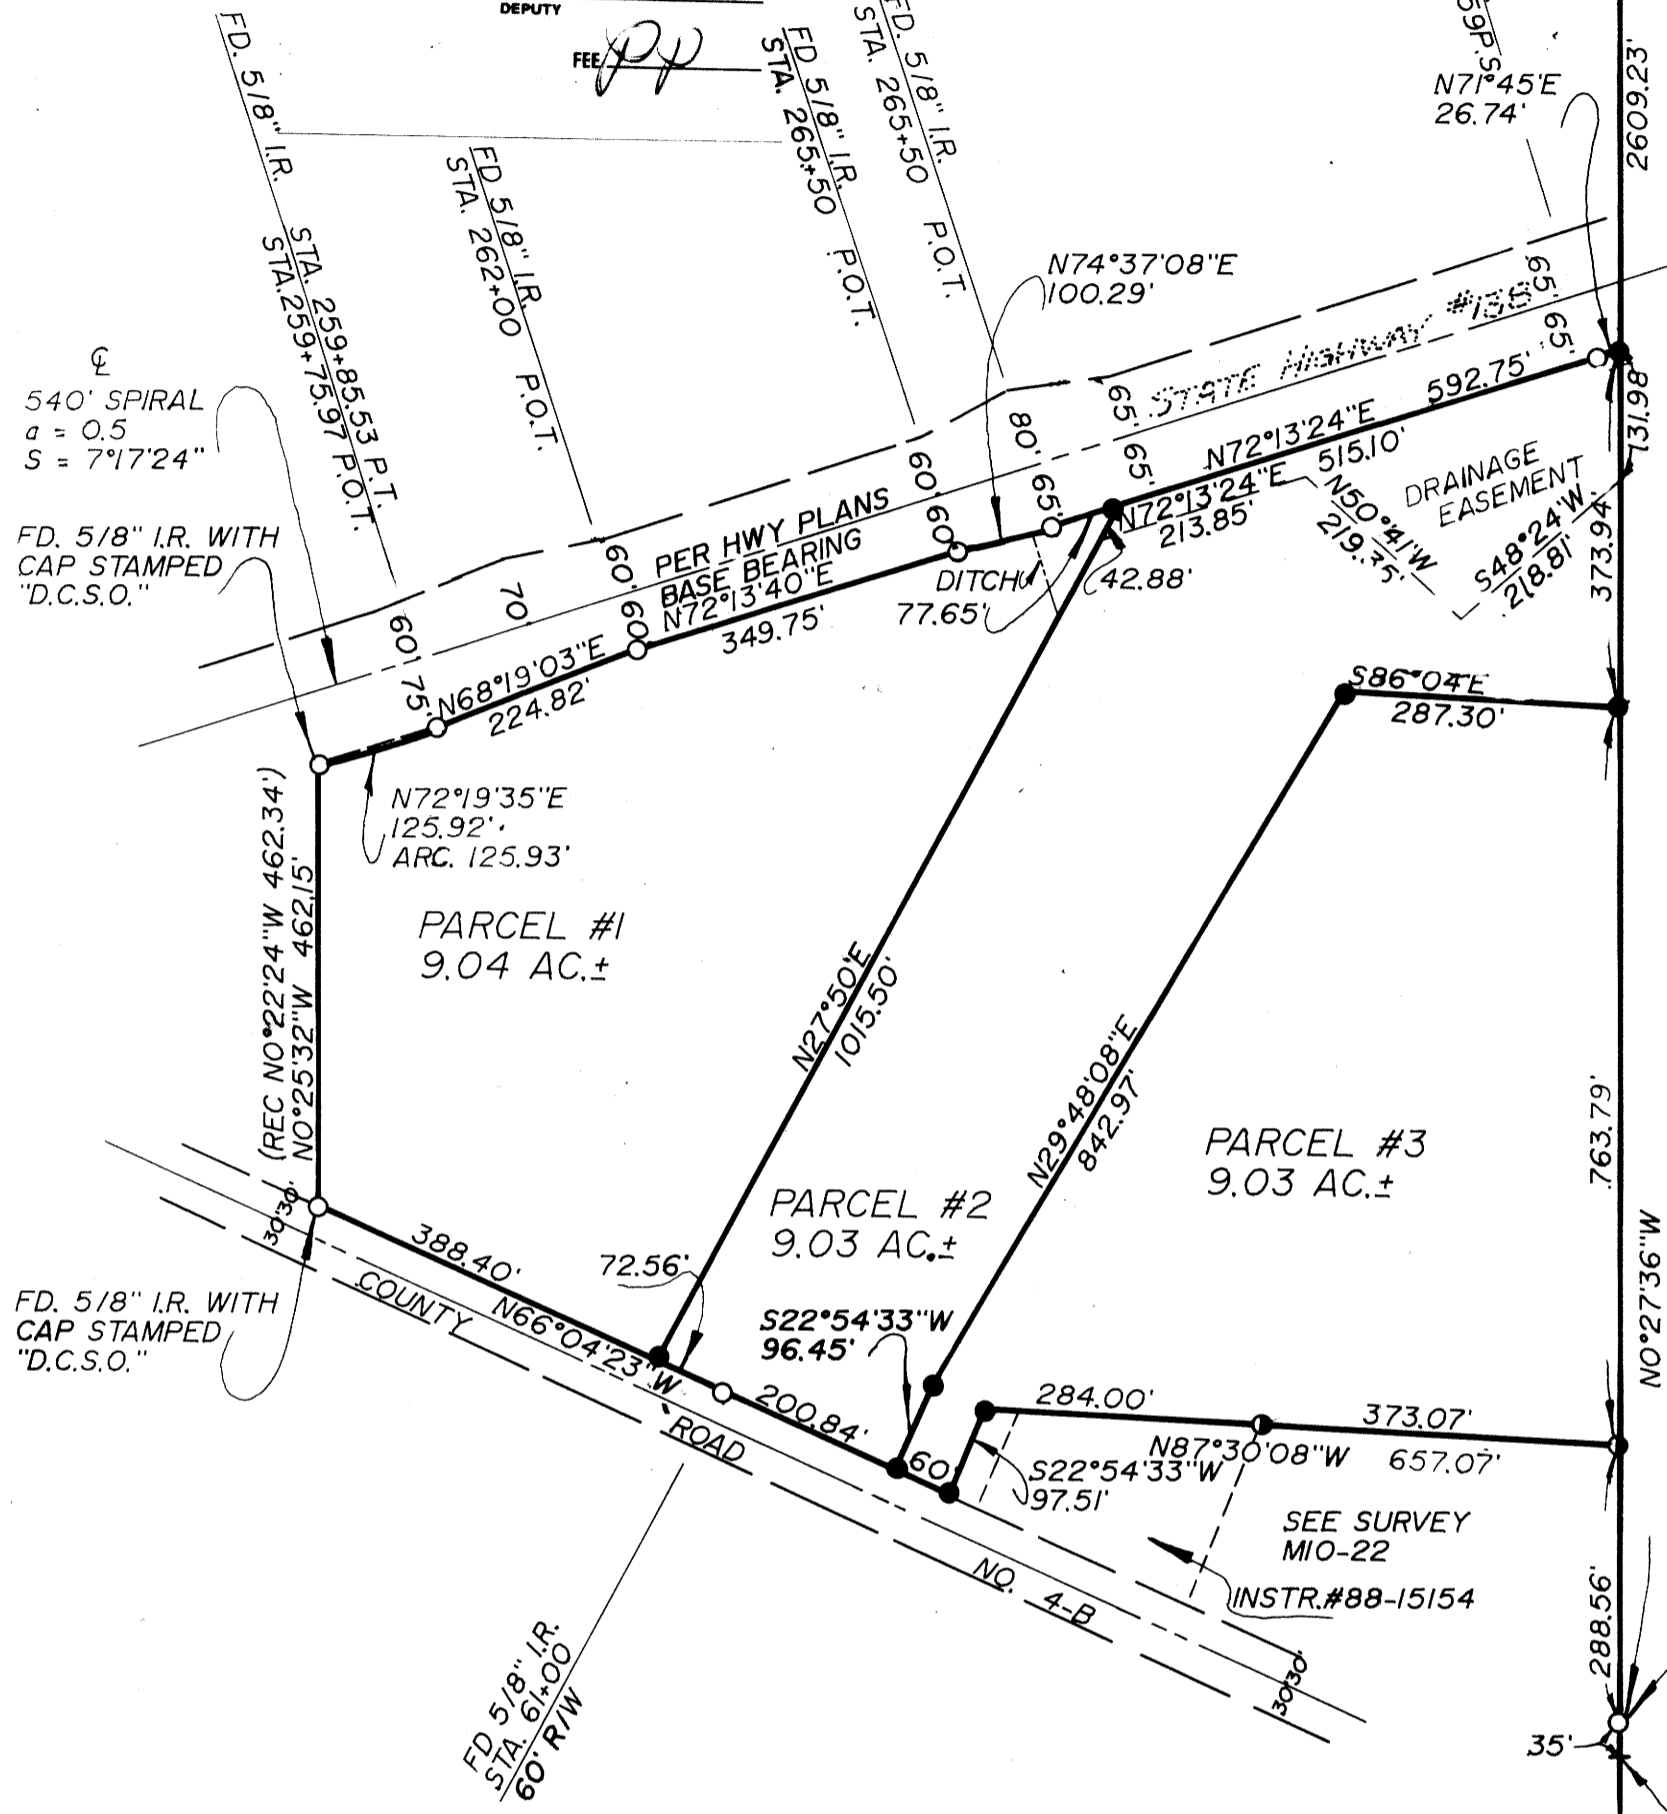 DEPUTY
FEE
FD. 5/8" I.R.
STA. 259+85.53 P.T.
STA. 259+75.97 P.O.T.
FD 5/8" I.R.
STA. 262+00 P.O.T.
FD 5/8" I.R.
STA. 265+50 P.O.T.
FD. 5/8" I.R.
STA. 265+50 P.O.T.
N71°45'E
26.74'
2609.23'
N74°37'08"E
100.29'
65' 65'
STATE HIGHWAY #138
℄
540' SPIRAL
a = 0.5
S = 7°17'24"
592.75'
N72°13'24"E
515.10'
131.98'
65' 65'
80' 65'
60' 60'
N72°13'24"E
213.85'
DRAINAGE
EASEMENT
N50°41'W
219.75'
S48°24'W
218.81'
373.94'
FD. 5/8" I.R. WITH
CAP STAMPED
"D.C.S.O."
PER HWY PLANS
BASE BEARING
N72°13'40"E
349.75'
DITCH
77.65'
42.88'
60' 60'
70'
60' 75'
N68°19'03"E
224.82'
S86°04'E
287.30'
N72°19'35"E
125.92'
ARC. 125.93'
(REC N0°22'24"W 462.34')
N0°25'32"W 462.15'
PARCEL #1
9.04 AC.±
N27°50'E
1015.50'
N29°48'08"E
842.97'
PARCEL #3
9.03 AC.±
763.79'
PARCEL #2
9.03 AC.±
30' 30'
388.40'
72.56'
N0°27'36"W
FD. 5/8" I.R. WITH
CAP STAMPED
"D.C.S.O."
COUNTY ROAD NO. 4-B
N66°04'23"W
S22°54'33"W
96.45'
200.84'
60'
284.00'
373.07'
N87°30'08"W
657.07'
S22°54'33"W
97.51'
SEE SURVEY
M10-22
INSTR.#88-15154
288.56'
30' 30'
35'
FD 5/8" I.R.
STA. 61+00
60' R/W